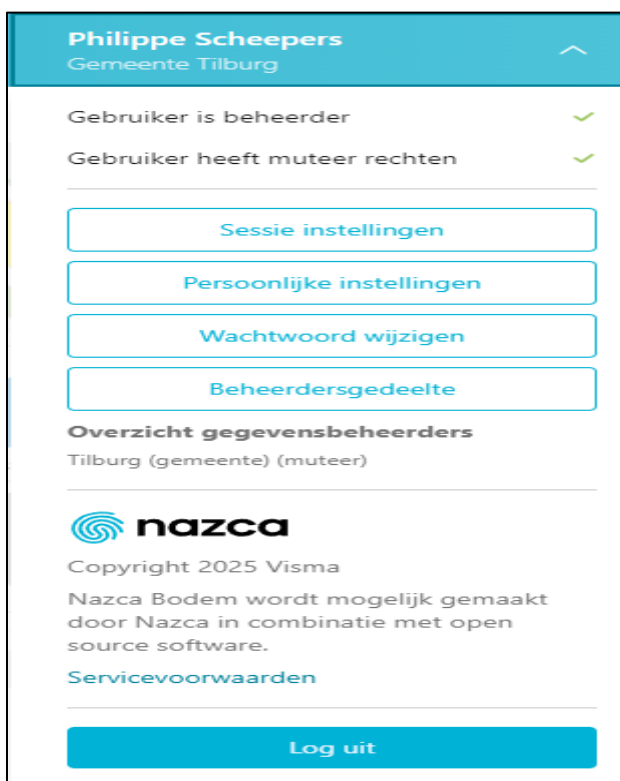 Philippe Scheepers
Gemeente Tilburg
Gebruiker is beheerder
Gebruiker heeft muteer rechten
Sessie instellingen
Persoonlijke instellingen
Wachtwoord wijzigen
Beheerdersgedeelte
Overzicht gegevensbeheerders
Tilburg (gemeente) (muteer)
nazca
Copyright 2025 Visma
Nazca Bodem wordt mogelijk gemaakt
door Nazca in combinatie met open
source software.
Servicevoorwaarden
Log uit